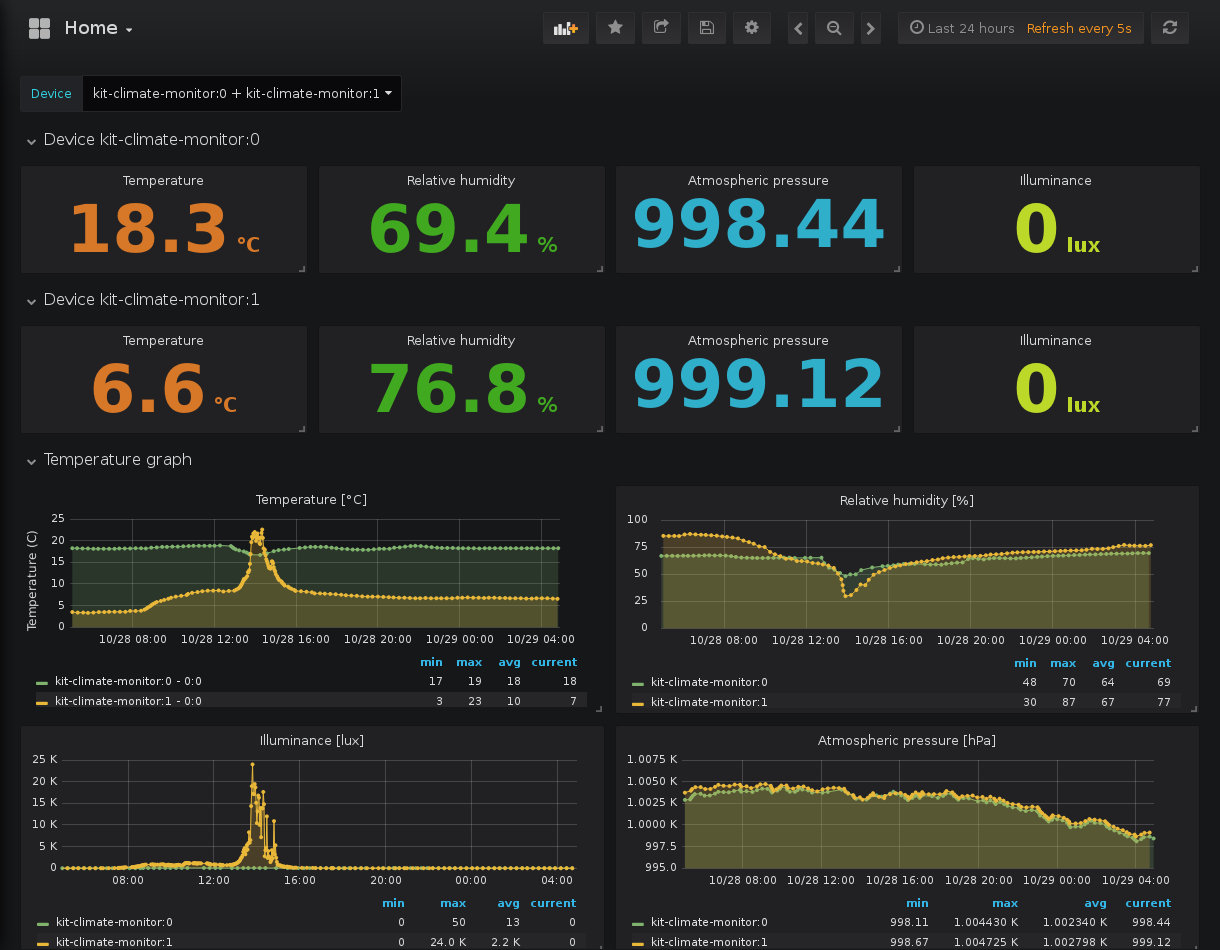 Home
Last 24 hours Refresh every 5s
Device kit-climate-monitor:0 + kit-climate-monitor:1
Device kit-climate-monitor:0
Temperature Relative humidity Atmospheric pressure Illuminance
18.3 °C 69.4 % 998.44 0 lux
Device kit-climate-monitor:1
Temperature Relative humidity Atmospheric pressure Illuminance
6.6 °C 76.8 % 999.12 0 lux
Temperature graph
Temperature [°C]
Temperature (C)
25
20
15
10
5
0
10/28 08:00 10/28 12:00 10/28 16:00 10/28 20:00 10/29 00:00 10/29 04:00
min max avg current
kit-climate-monitor:0 - 0:0 17 19 18 18
kit-climate-monitor:1 - 0:0 3 23 10 7
Relative humidity [%]
100
75
50
25
0
10/28 08:00 10/28 12:00 10/28 16:00 10/28 20:00 10/29 00:00 10/29 04:00
min max avg current
kit-climate-monitor:0 48 70 64 69
kit-climate-monitor:1 30 87 67 77
Illuminance [lux]
25 K
20 K
15 K
10 K
5 K
0
08:00 12:00 16:00 20:00 00:00 04:00
min max avg current
kit-climate-monitor:0 0 50 13 0
kit-climate-monitor:1 0 24.0 K 2.2 K 0
Atmospheric pressure [hPa]
1.0075 K
1.0050 K
1.0025 K
1.0000 K
997.5
995.0
10/28 08:00 10/28 12:00 10/28 16:00 10/28 20:00 10/29 00:00 10/29 04:00
min max avg current
kit-climate-monitor:0 998.11 1.004430 K 1.002340 K 998.44
kit-climate-monitor:1 998.67 1.004725 K 1.002798 K 999.12